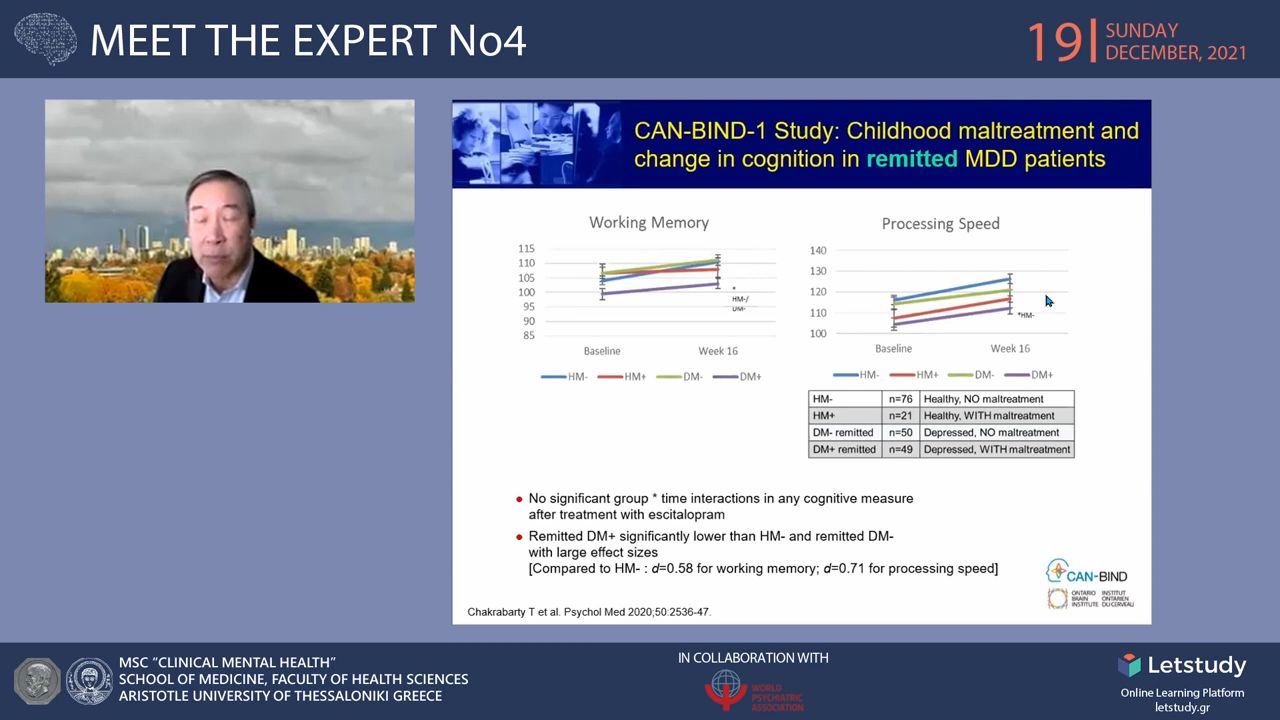 MEET THE EXPERT No4
19
SUNDAY
DECEMBER, 2021
CAN-BIND-1 Study: Childhood maltreatment and
change in cognition in remitted MDD patients
Working Memory
115
110
105
100
95
90
85
*
HM-/
DM-
Baseline
Week 16
HM-
HM+
DM-
DM+
Processing Speed
140
130
120
110
100
*HM-
Baseline
Week 16
HM-
HM+
DM-
DM+
HM- n=76 Healthy, NO maltreatment
HM+ n=21 Healthy, WITH maltreatment
DM- remitted n=50 Depressed, NO maltreatment
DM+ remitted n=49 Depressed, WITH maltreatment
• No significant group * time interactions in any cognitive measure
after treatment with escitalopram
• Remitted DM+ significantly lower than HM- and remitted DM-
with large effect sizes
[Compared to HM- : d=0.58 for working memory; d=0.71 for processing speed]
CAN-BIND
ONTARIO BRAIN INSTITUTE
INSTITUT ONTARIEN DU CERVEAU
Chakrabarty T et al. Psychol Med 2020;50:2536-47.
MSC “CLINICAL MENTAL HEALTH”
SCHOOL OF MEDICINE, FACULTY OF HEALTH SCIENCES
ARISTOTLE UNIVERSITY OF THESSALONIKI GREECE
IN COLLABORATION WITH
WORLD
PSYCHIATRIC
ASSOCIATION
Letstudy
Online Learning Platform
letstudy.gr